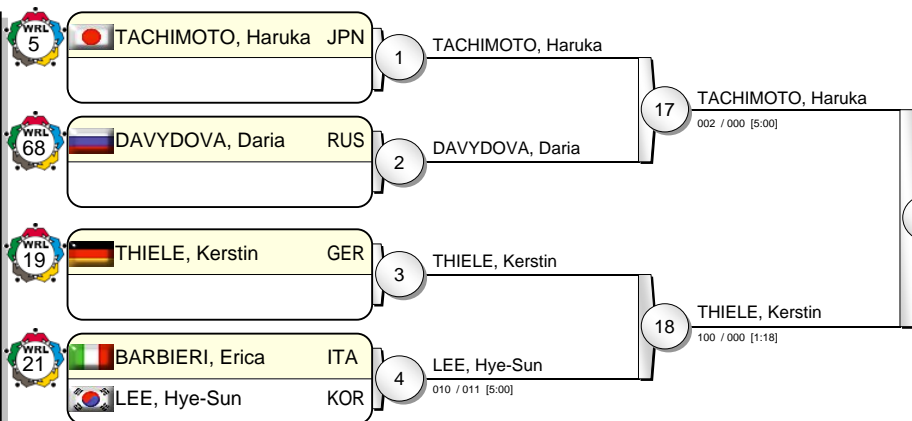 WRL
5
TACHIMOTO, Haruka JPN
1
TACHIMOTO, Haruka
17
TACHIMOTO, Haruka
002 / 000 [5:00]
WRL
68
DAVYDOVA, Daria RUS
2
DAVYDOVA, Daria
WRL
19
THIELE, Kerstin GER
3
THIELE, Kerstin
18
THIELE, Kerstin
100 / 000 [1:18]
WRL
21
BARBIERI, Erica ITA
LEE, Hye-Sun KOR
4
LEE, Hye-Sun
010 / 011 [5:00]